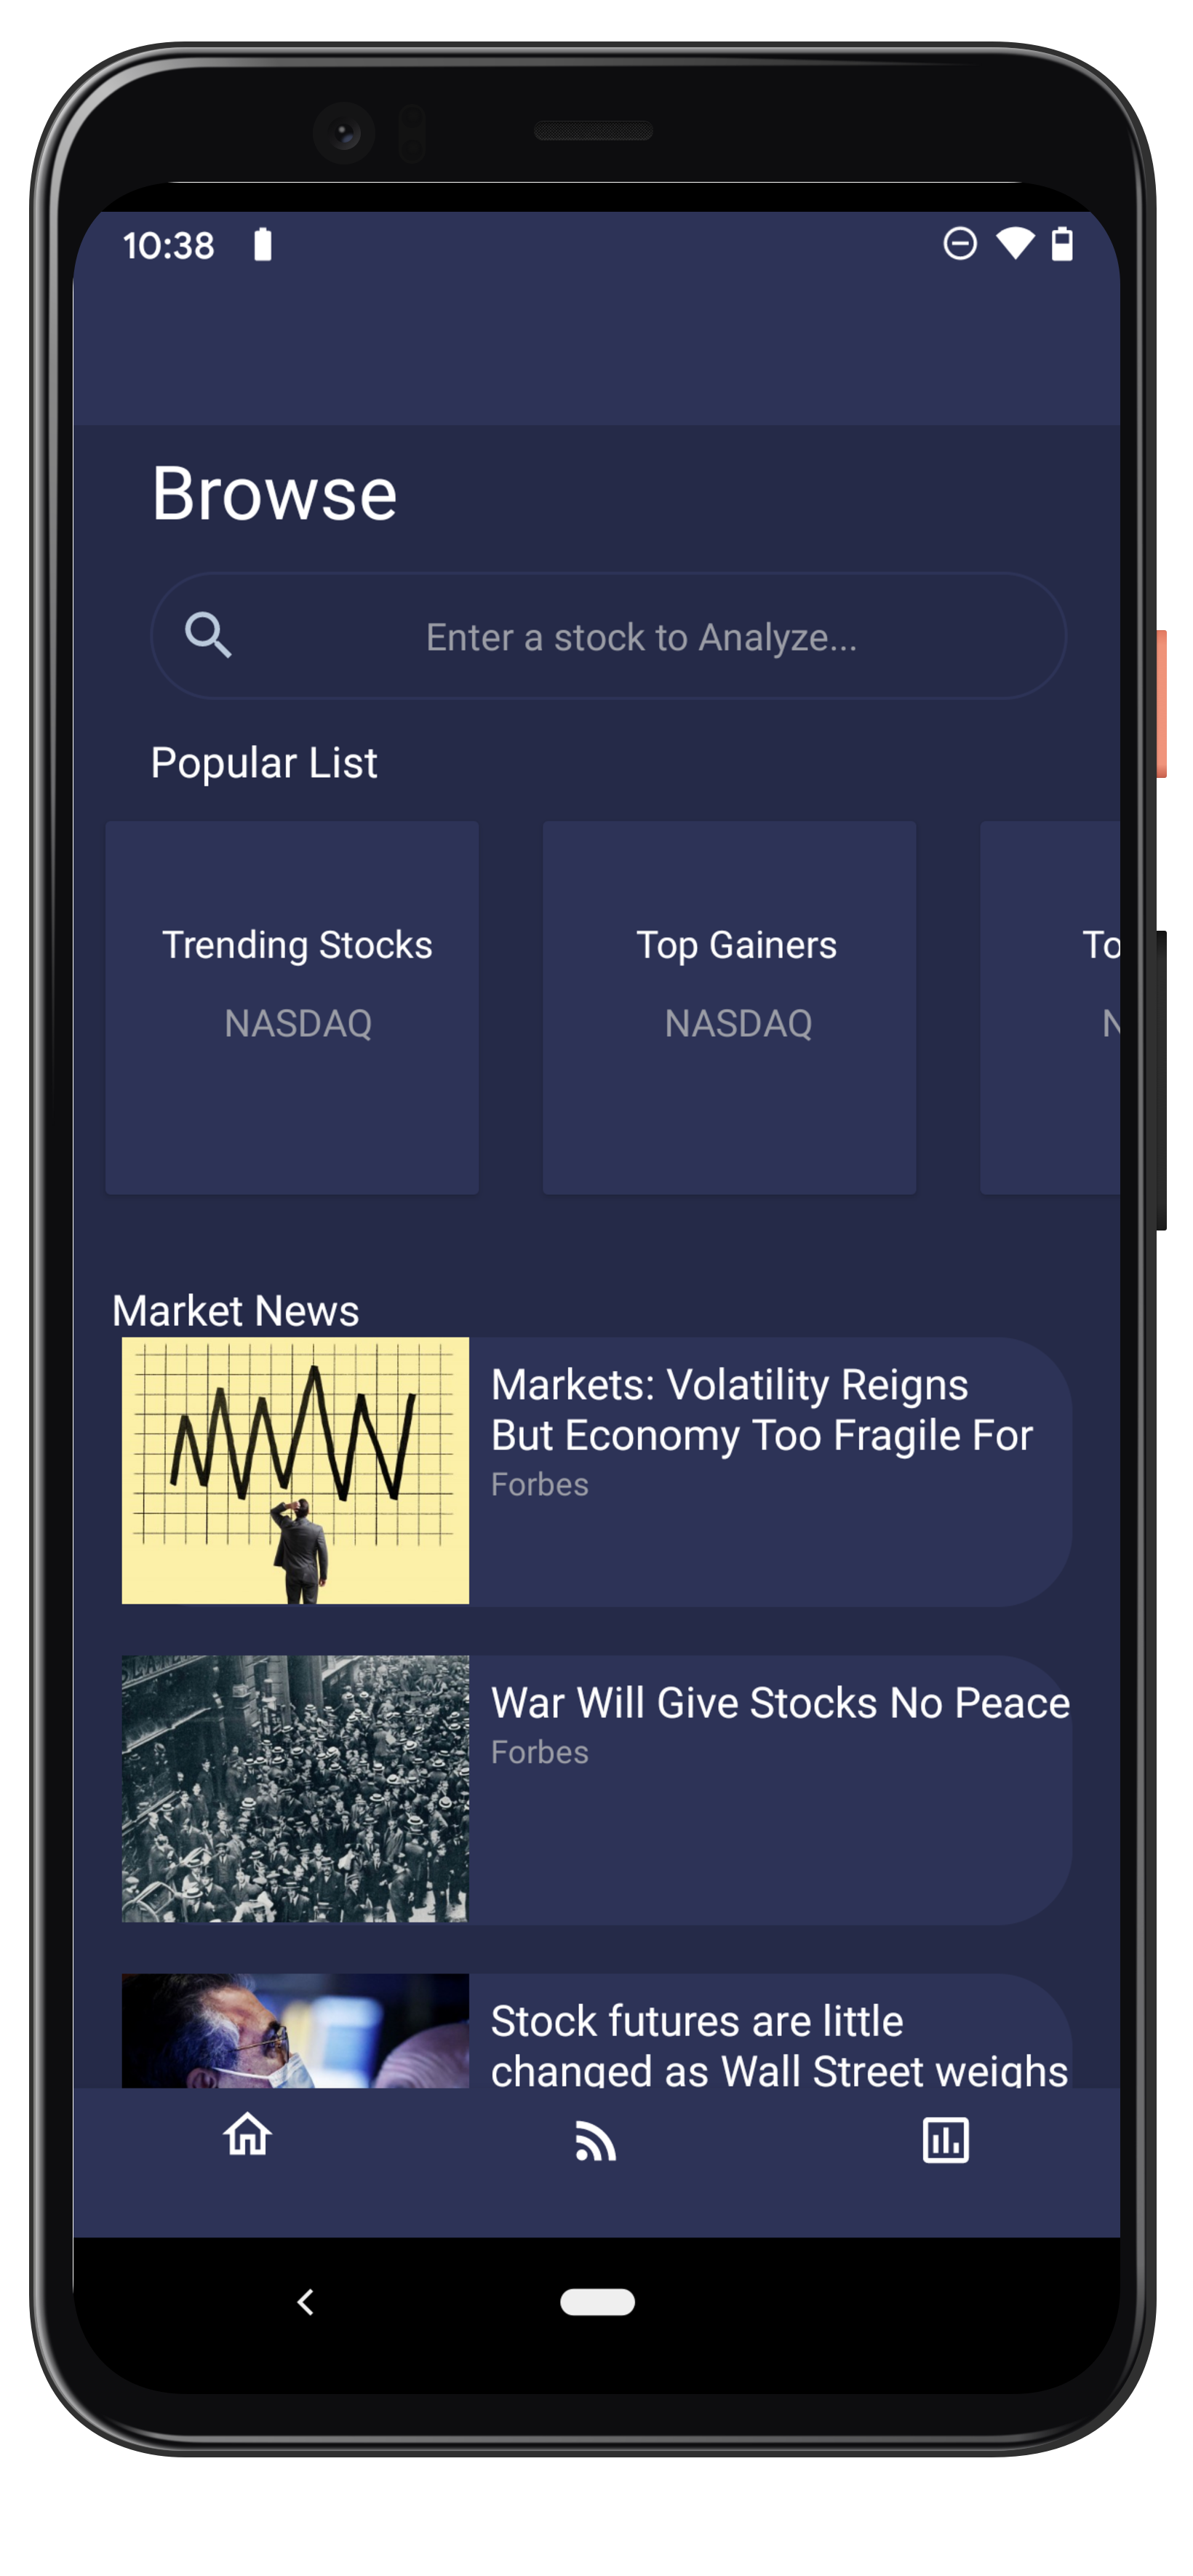 10:38
Browse
Enter a stock to Analyze...
Popular List
Trending Stocks
NASDAQ
Top Gainers
NASDAQ
To
N
Market News
Markets: Volatility Reigns
But Economy Too Fragile For
Forbes
War Will Give Stocks No Peace
Forbes
Stock futures are little
changed as Wall Street weighs